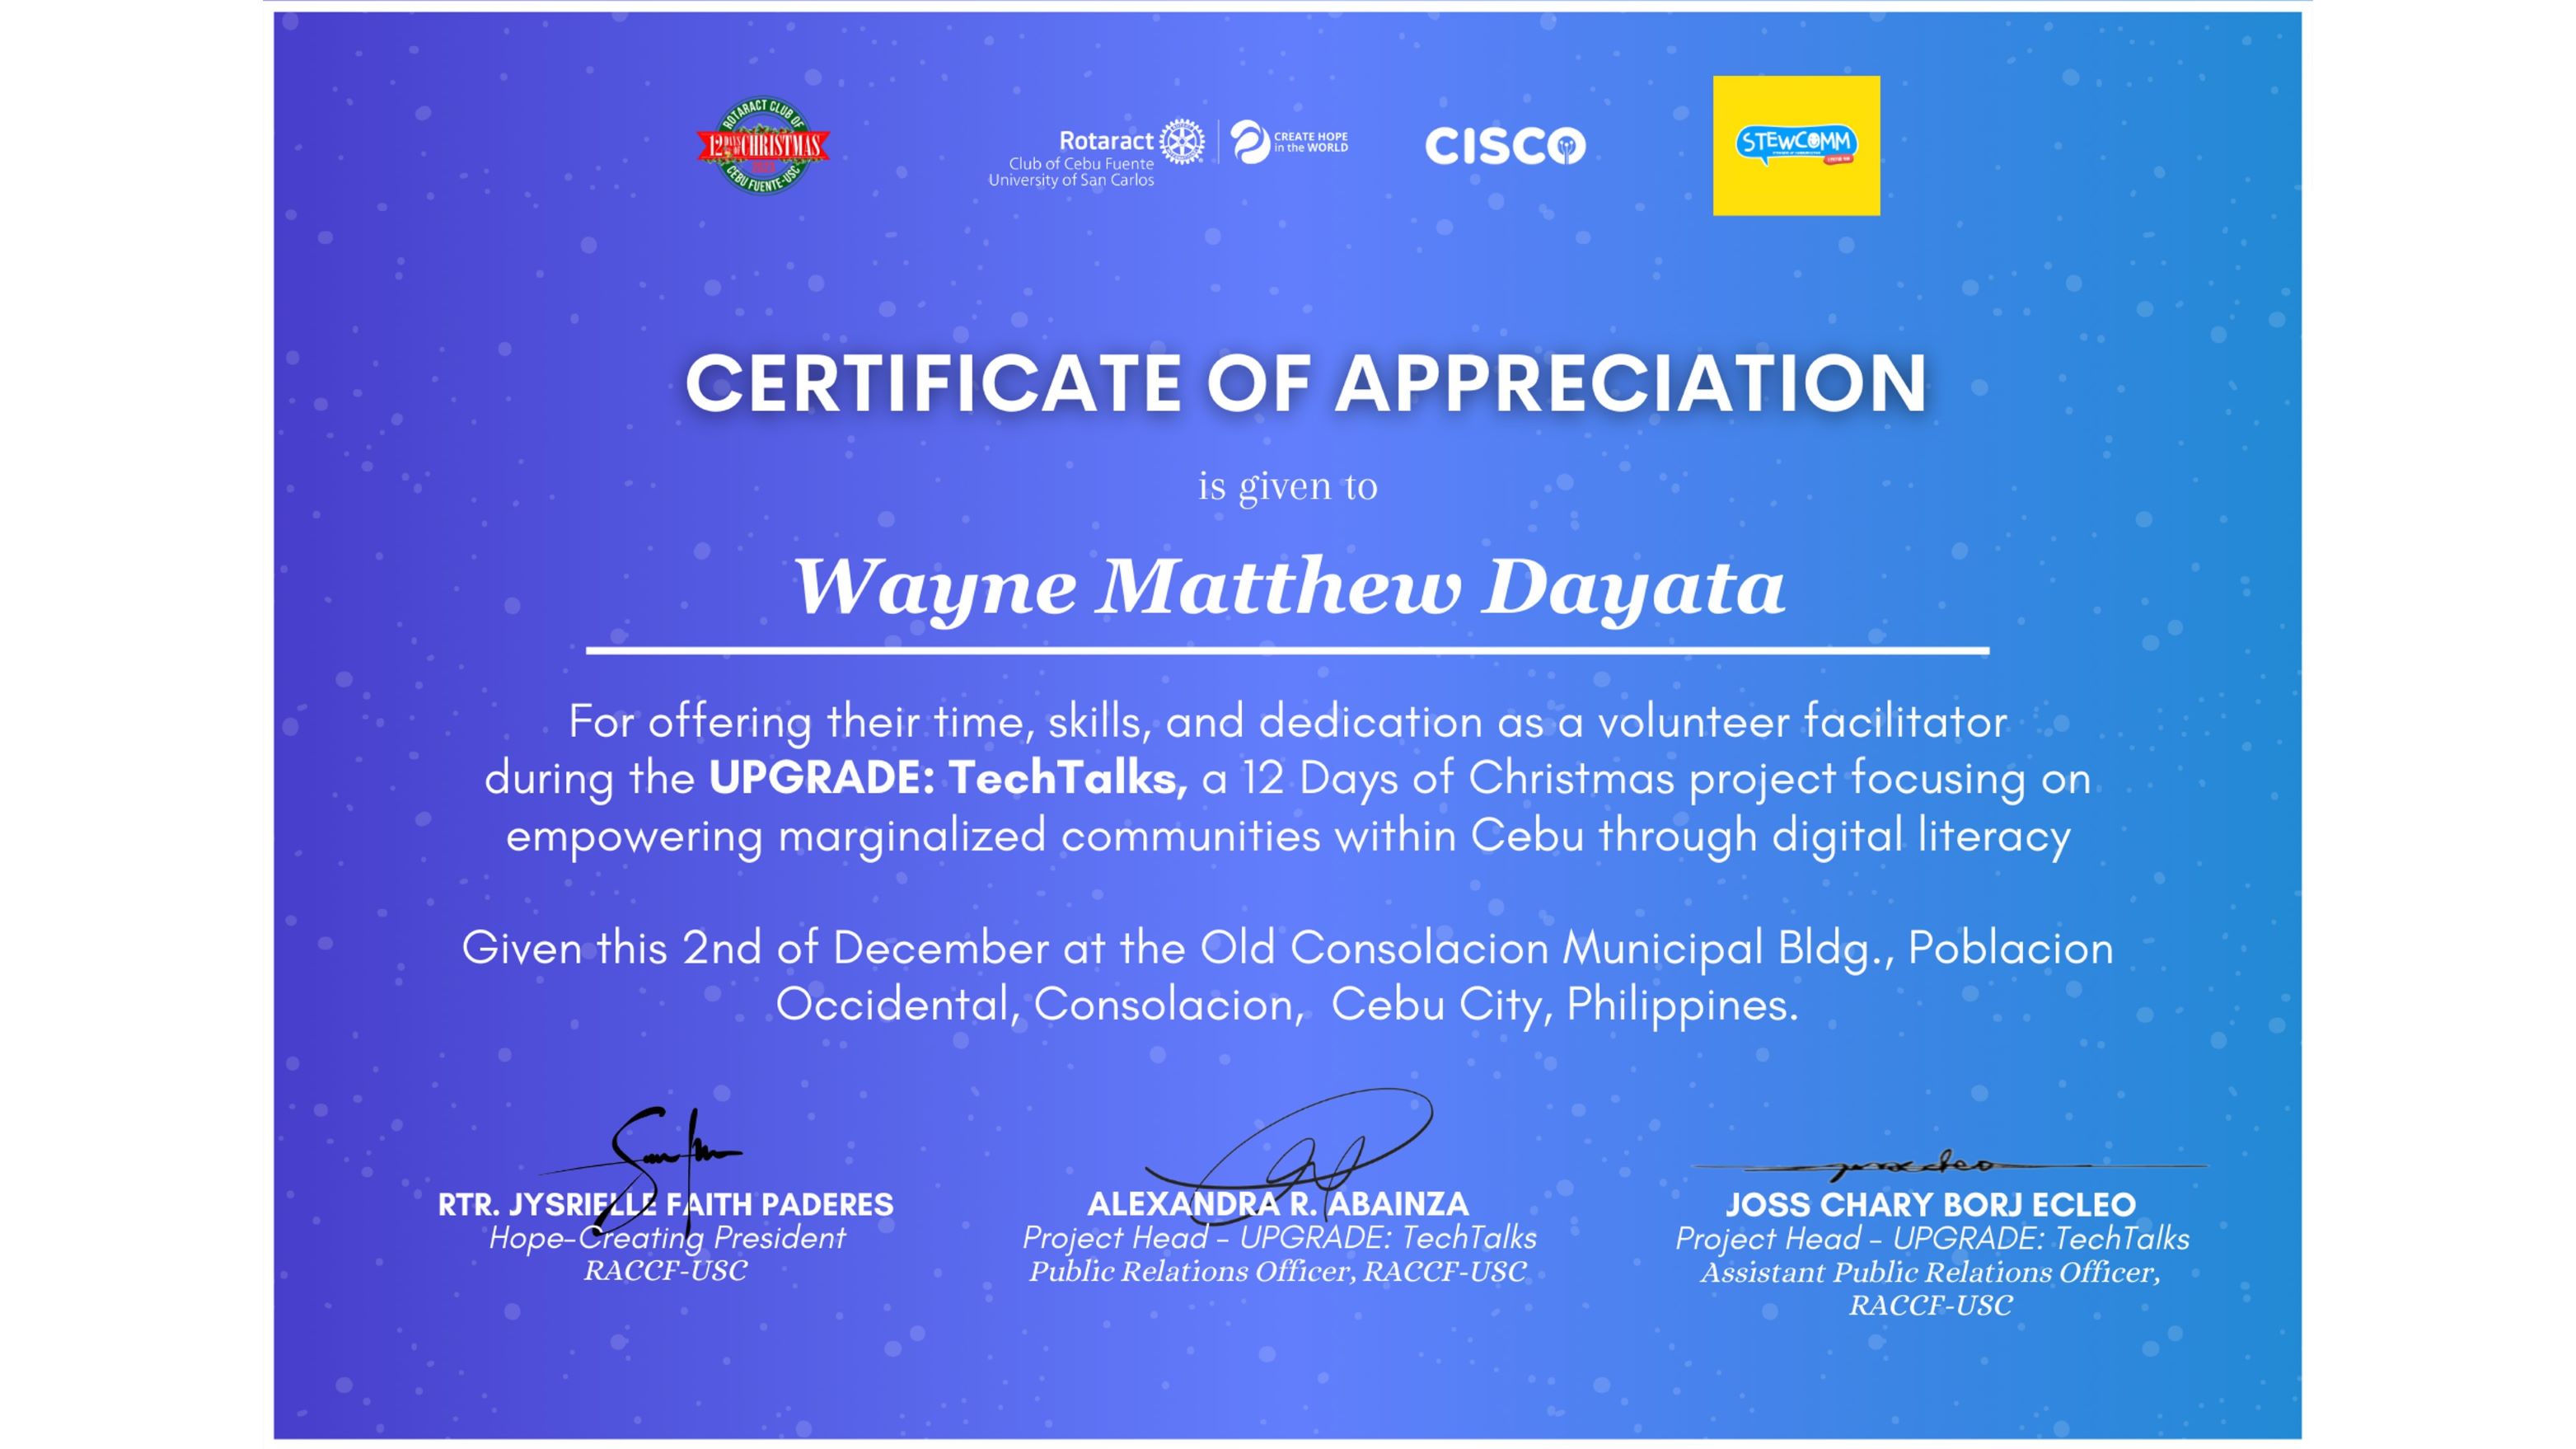 ROTARACT CLUB OF
12 DAYS OF CHRISTMAS
CEBU FUENTE-USC
Rotaract
Club of Cebu Fuente
University of San Carlos
CREATE HOPE
in the WORLD
CISCO
STEWCOMM
CERTIFICATE OF APPRECIATION
is given to
Wayne Matthew Dayata
For offering their time, skills, and dedication as a volunteer facilitator
during the UPGRADE: TechTalks, a 12 Days of Christmas project focusing on
empowering marginalized communities within Cebu through digital literacy
Given this 2nd of December at the Old Consolacion Municipal Bldg., Poblacion
Occidental, Consolacion, Cebu City, Philippines.
RTR. JYSRIELLE FAITH PADERES
Hope-Creating President
RACCF-USC
ALEXANDRA R. ABAINZA
Project Head - UPGRADE: TechTalks
Public Relations Officer, RACCF-USC
JOSS CHARY BORJ ECLEO
Project Head - UPGRADE: TechTalks
Assistant Public Relations Officer,
RACCF-USC